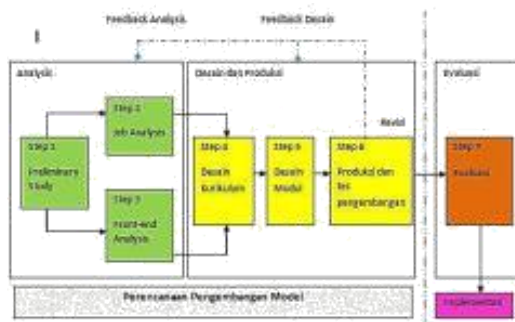 Feedback Analysis
Feedback Desain
Analysis
Desain dan Produksi
Evaluasi
Revisi
Step 1
Preliminary
Study
Step 2
Job Analysis
Step 3
Front-end
Analysis
Step 4
Desain
Kurikulum
Step 5
Desain
Modul
Step 6
Produksi dan
tes
pengembangan
Step 7
Evaluasi
Implementasi
Perencanaan Pengembangan Model